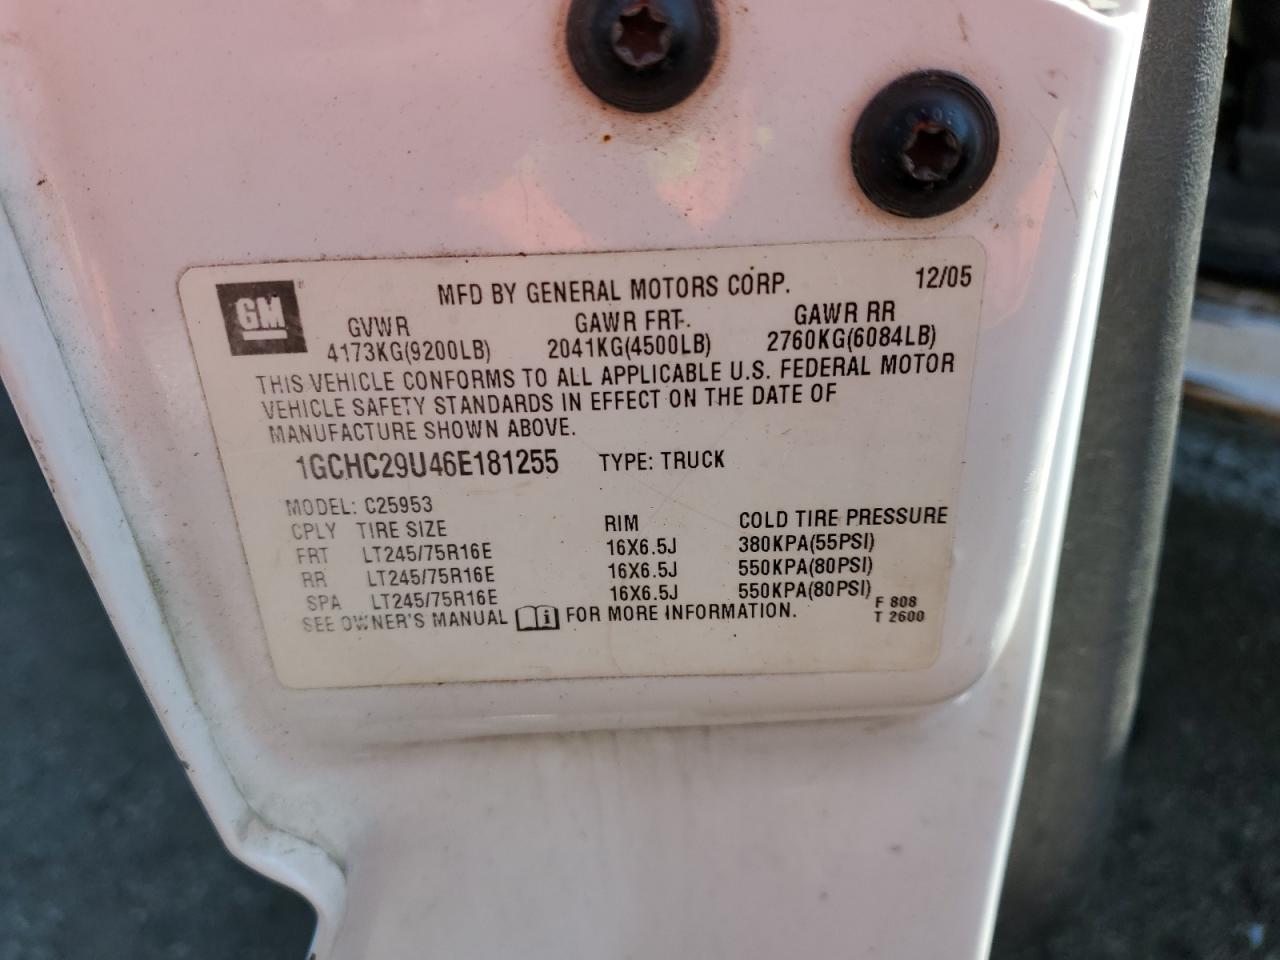 GM
MFD BY GENERAL MOTORS CORP. 12/05
GVWR GAWR FRT. GAWR RR
4173KG(9200LB) 2041KG(4500LB) 2760KG(6084LB)
THIS VEHICLE CONFORMS TO ALL APPLICABLE U.S. FEDERAL MOTOR
VEHICLE SAFETY STANDARDS IN EFFECT ON THE DATE OF
MANUFACTURE SHOWN ABOVE.
1GCHC29U46E181255 TYPE: TRUCK
MODEL: C25953
CPLY TIRE SIZE RIM COLD TIRE PRESSURE
FRT LT245/75R16E 16X6.5J 380KPA(55PSI)
RR LT245/75R16E 16X6.5J 550KPA(80PSI)
SPA LT245/75R16E 16X6.5J 550KPA(80PSI)
SEE OWNER'S MANUAL i FOR MORE INFORMATION.
F 808
T 2600